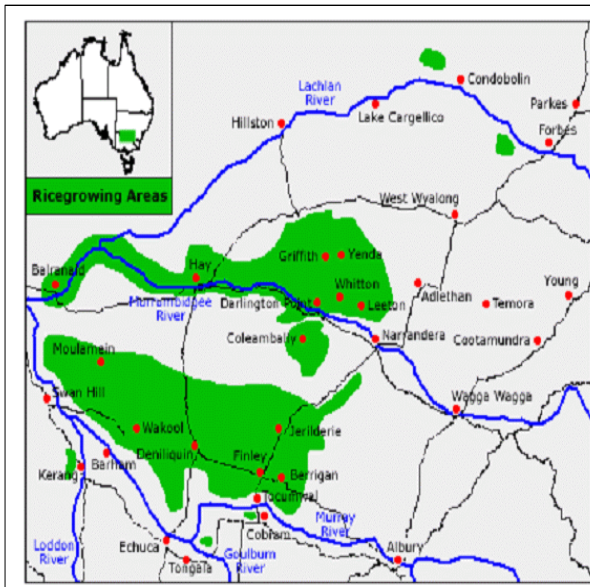 Lachlan
River
Condobolin
Lake Cargellico
Parkes
Forbes
Hillston
Ricegrowing Areas
West Wyalong
Griffith
Yenda
Hay
Balranald
Whitton
Adlethan
Young
Murrumbidgee
River
Darlington Point
Leeton
Temora
Coleambally
Narrandera
Cootamundra
Moulamein
Swan Hill
Wagga Wagga
Wakool
Jerilderie
Deniliquin
Finley
Barham
Kerang
Berrigan
Tocumwal
Murray
River
Cobram
Loddon
River
Echuca
Goulburn
River
Albury
Tongala